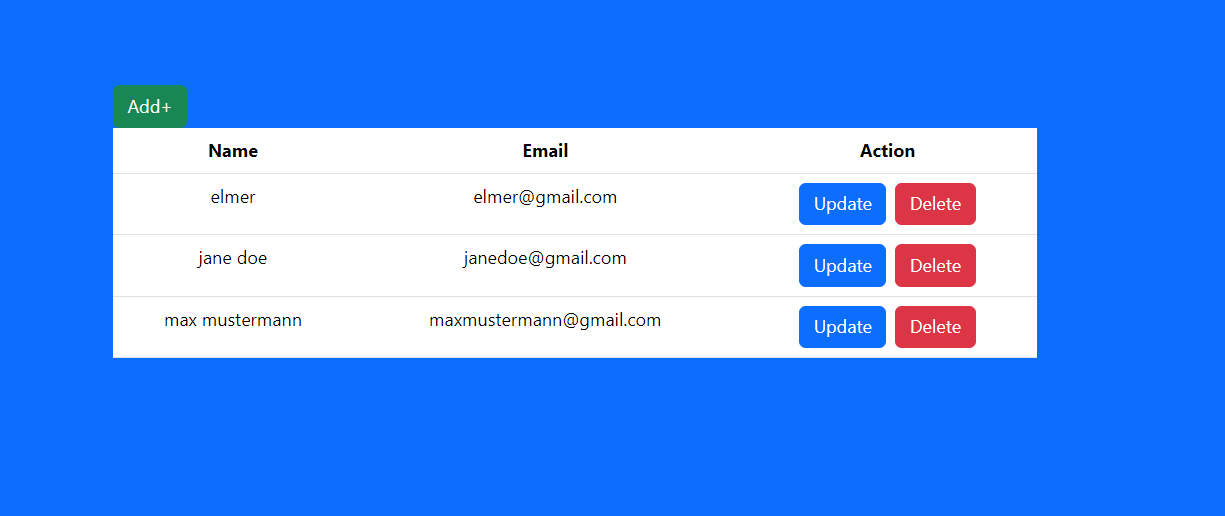 Add+
Name Email Action
elmer elmer@gmail.com Update Delete
jane doe janedoe@gmail.com Update Delete
max mustermann maxmustermann@gmail.com Update Delete